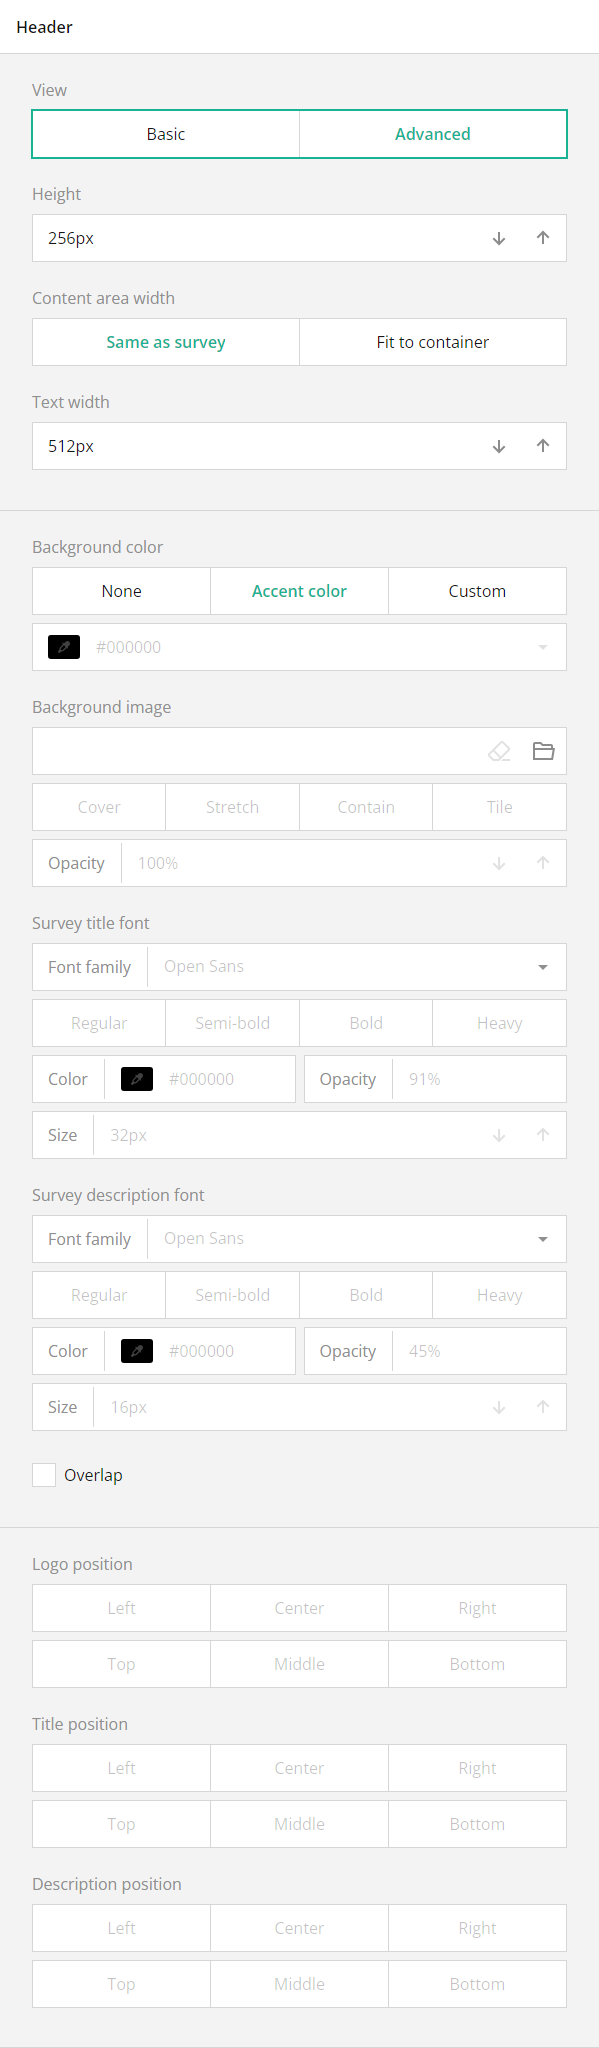 Header
View
Basic Advanced
Height
256px
Content area width
Same as survey Fit to container
Text width
512px
Background color
None Accent color Custom
#000000
Background image
Cover Stretch Contain Tile
Opacity 100%
Survey title font
Font family Open Sans
Regular Semi-bold Bold Heavy
Color #000000 Opacity 91%
Size 32px
Survey description font
Font family Open Sans
Regular Semi-bold Bold Heavy
Color #000000 Opacity 45%
Size 16px
Overlap
Logo position
Left Center Right
Top Middle Bottom
Title position
Left Center Right
Top Middle Bottom
Description position
Left Center Right
Top Middle Bottom